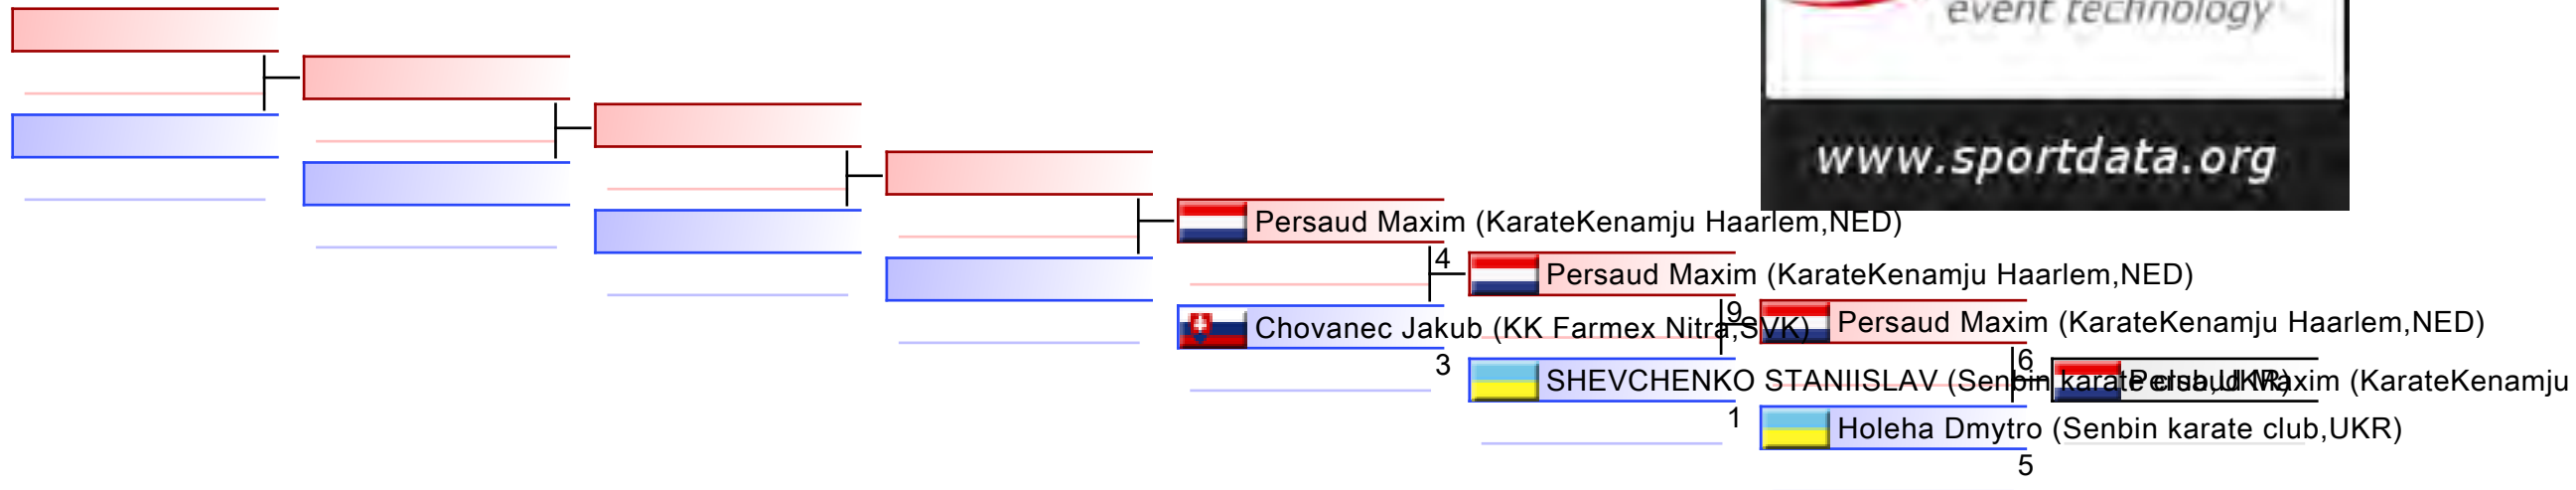 event technology
www.sportdata.org
Persaud Maxim (KarateKenamju Haarlem,NED)
4
Persaud Maxim (KarateKenamju Haarlem,NED)
9
Persaud Maxim (KarateKenamju Haarlem,NED)
Chovanec Jakub (KK Farmex Nitra,SVK)
3
6
SHEVCHENKO STANIISLAV (Senbin karate club,UKR)
Persaud Maxim (KarateKenamju
1
Holeha Dmytro (Senbin karate club,UKR)
5